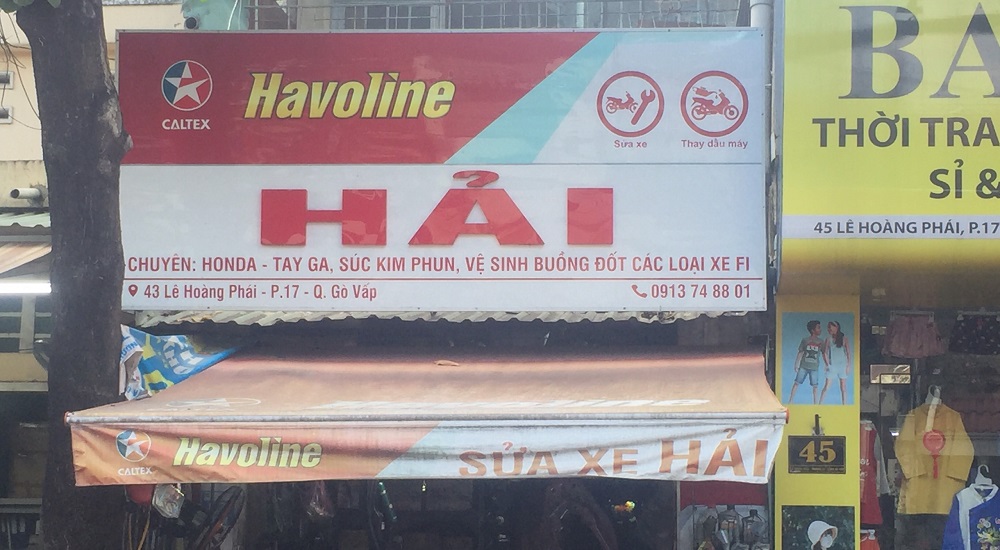 CALTEX
Havoline
Sửa xe
Thay dầu máy
HẢI
CHUYÊN: HONDA - TAY GA, SÚC KIM PHUN, VỆ SINH BUỒNG ĐỐT CÁC LOẠI XE FI
43 Lê Hoàng Phái - P.17 - Q. Gò Vấp
0913 74 88 01
CALTEX
Havoline
SỬA XE HẢI
BA
THỜI TRA
SỈ &
45 LÊ HOÀNG PHÁI, P.17
45